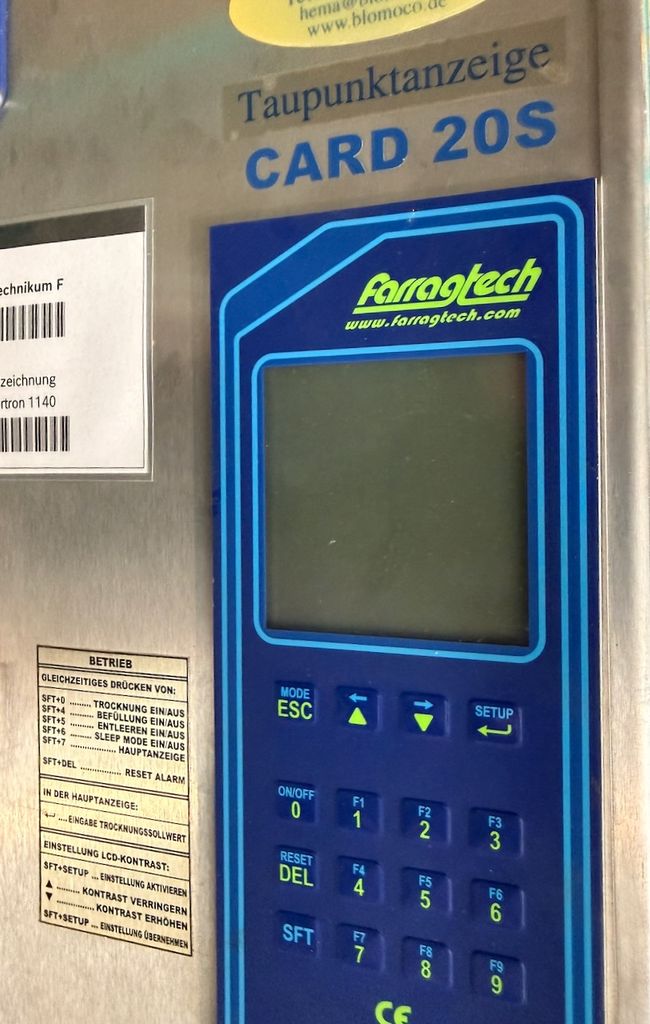 hema@
www.blomoco.de
Taupunktanzeige
CARD 20S
farragtech
www.farragtech.com
echnikum F
zeichnung
rtron 1140
BETRIEB
GLEICHZEITIGES DRÜCKEN VON:
SFT+0 ......... TROCKNUNG EIN/AUS
SFT+4 ......... BEFÜLLUNG EIN/AUS
SFT+5 ......... ENTLEEREN EIN/AUS
SFT+6 ........ SLEEP MODE EIN/AUS
SFT+7 ................... HAUPTANZEIGE
SFT+DEL ................ RESET ALARM
IN DER HAUPTANZEIGE:
.... EINGABE TROCKNUNGSSOLLWERT
EINSTELLUNG LCD-KONTRAST:
SFT+SETUP ... EINSTELLUNG AKTIVIEREN
▲ ......... KONTRAST VERRINGERN
▼ ............... KONTRAST ERHÖHEN
SFT+SETUP ... EINSTELLUNG ÜBERNEHMEN
MODE ← → SETUP
ESC ▲ ▼
ON/OFF F1 F2 F3
0 1 2 3
RESET F4 F5 F6
DEL 4 5 6
SFT F7 F8 F9
7 8 9
CE